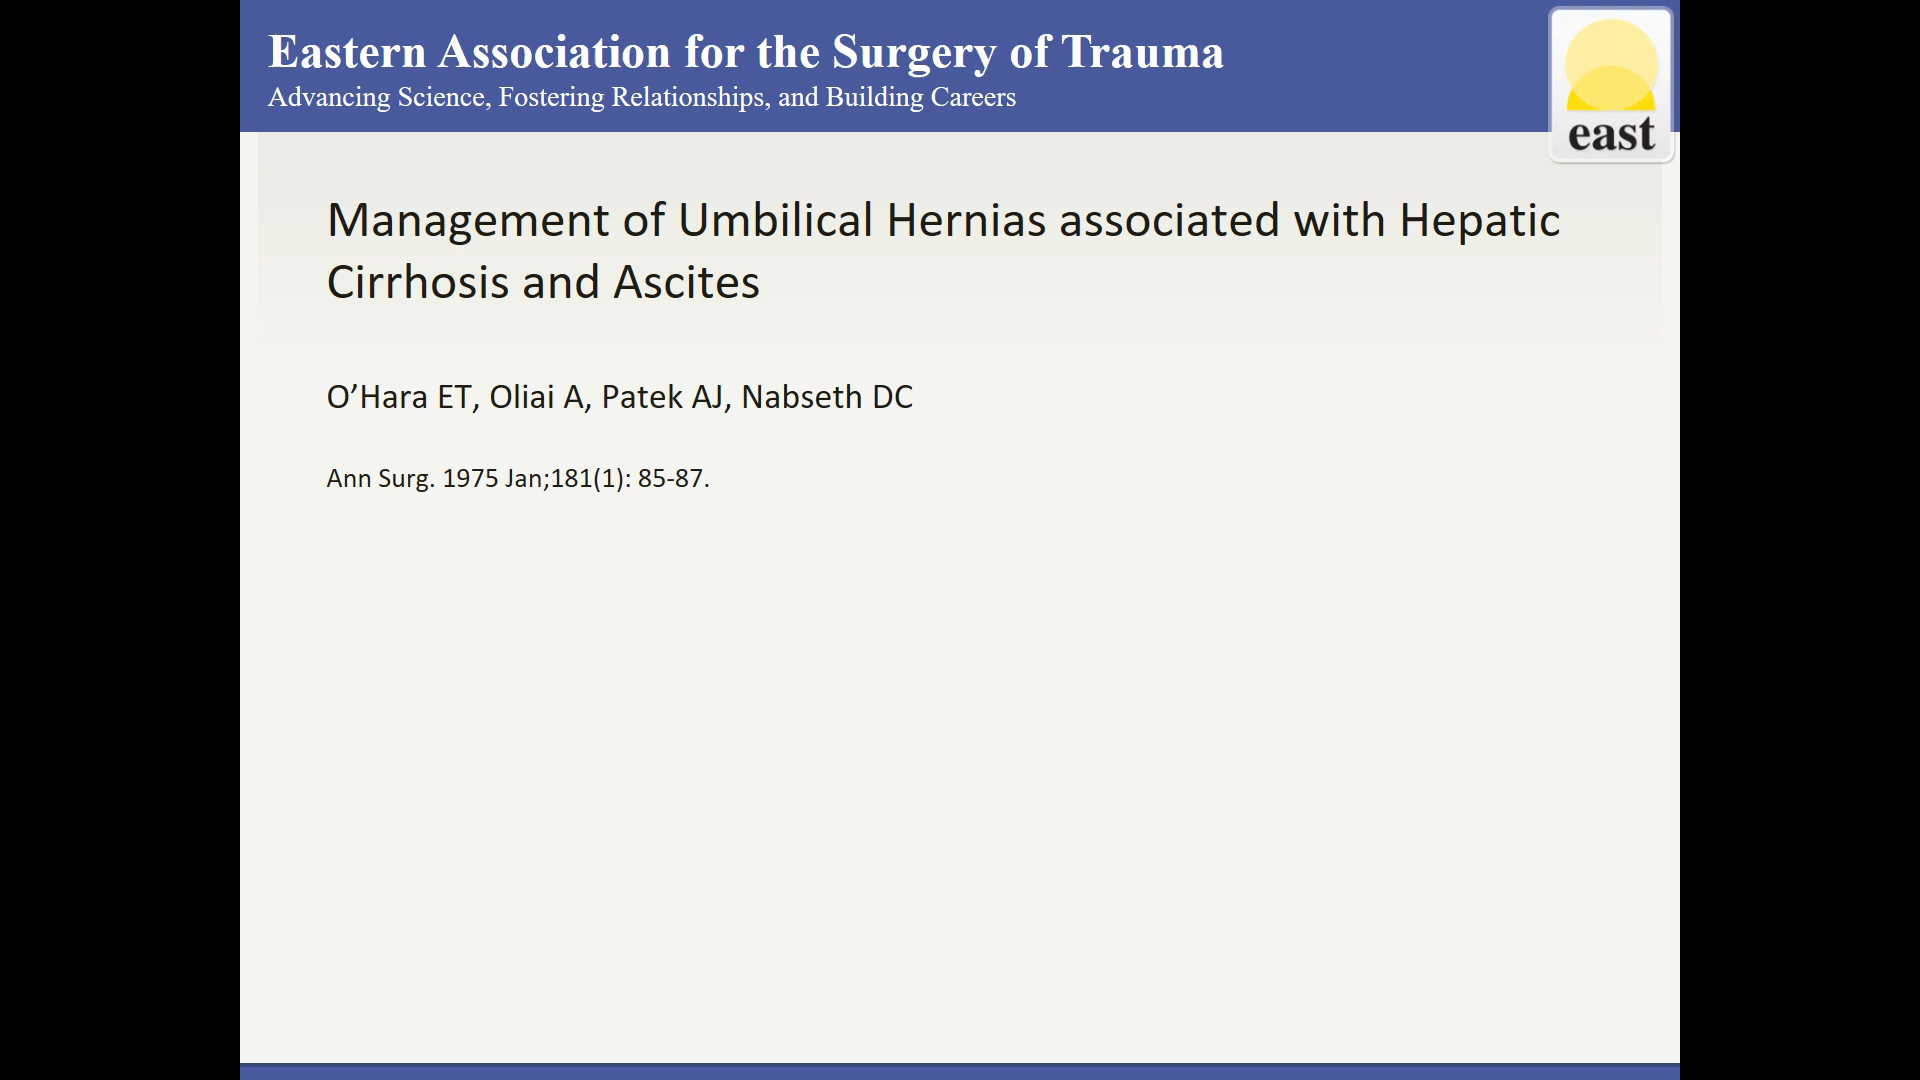 Eastern Association for the Surgery of Trauma
Advancing Science, Fostering Relationships, and Building Careers
east
Management of Umbilical Hernias associated with Hepatic
Cirrhosis and Ascites
O’Hara ET, Oliai A, Patek AJ, Nabseth DC
Ann Surg. 1975 Jan;181(1): 85-87.